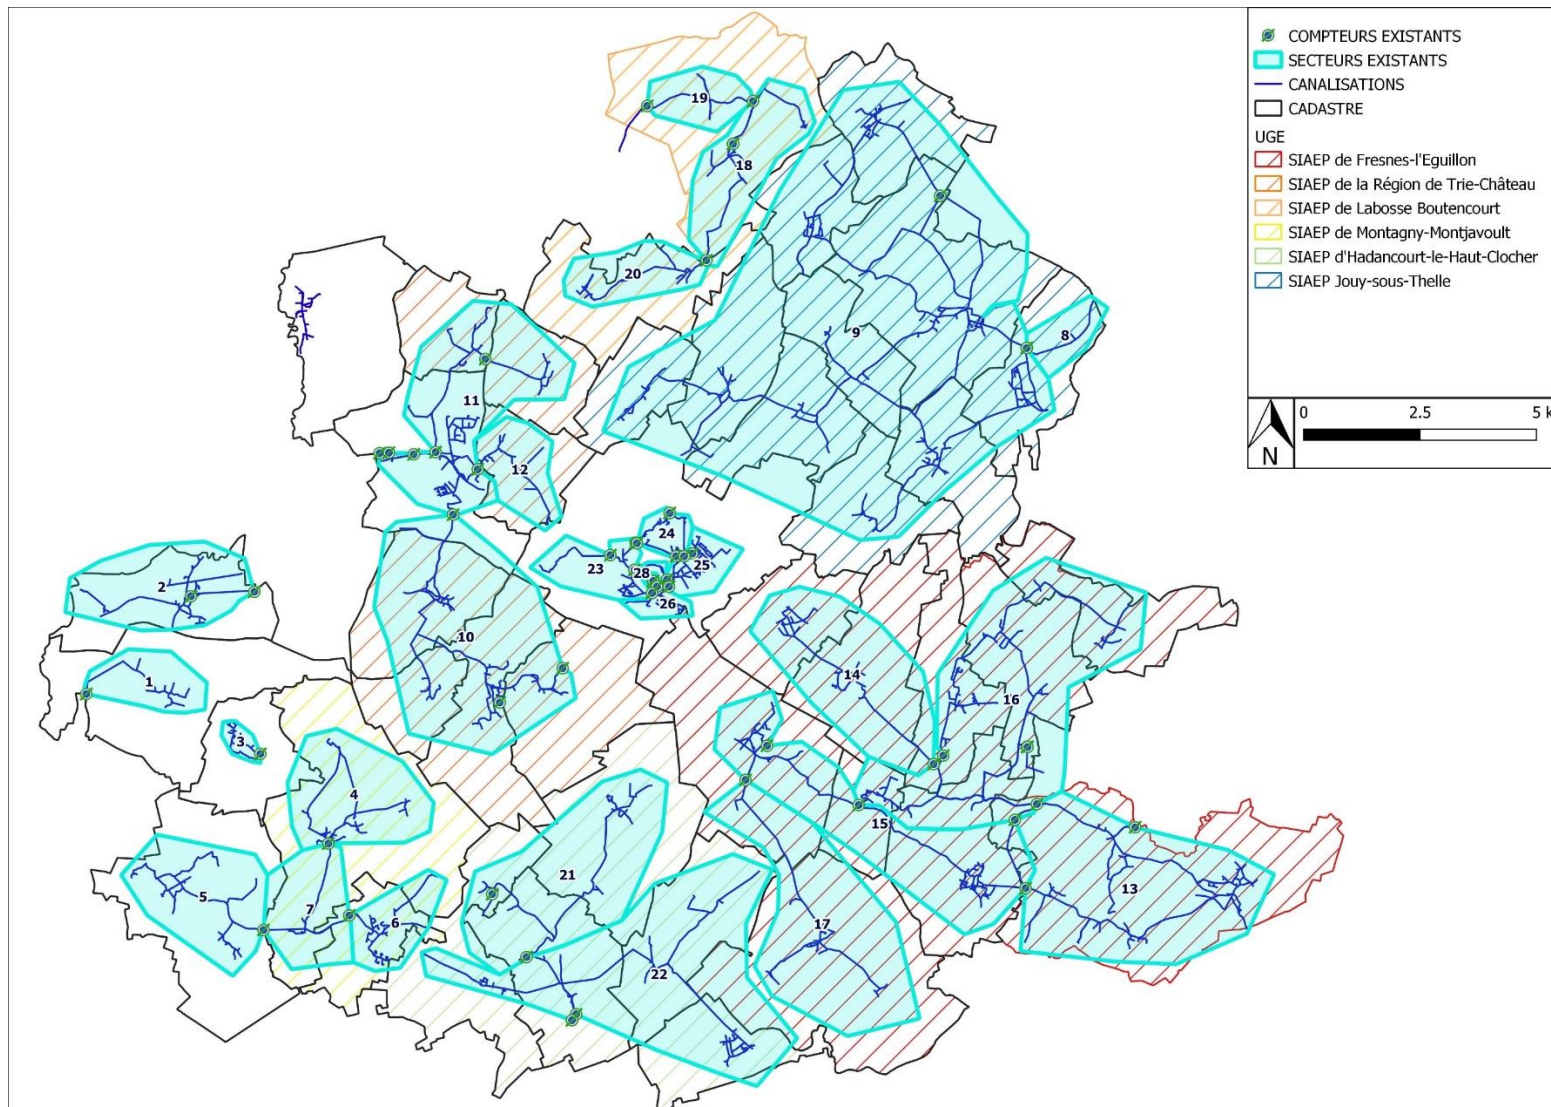 COMPTEURS EXISTANTS
SECTEURS EXISTANTS
CANALISATIONS
CADASTRE
UGE
SIAEP de Fresnes-l'Eguillon
SIAEP de la Région de Trie-Château
SIAEP de Labosse Boutencourt
SIAEP de Montagny-Montjavoult
SIAEP d'Hadancourt-le-Haut-Clocher
SIAEP Jouy-sous-Thelle
0 2.5 5 k
N
19
18
20
9
8
11
12
24
23
28
25
26
2
10
1
14
16
3
4
15
21
13
5
7
6
17
22